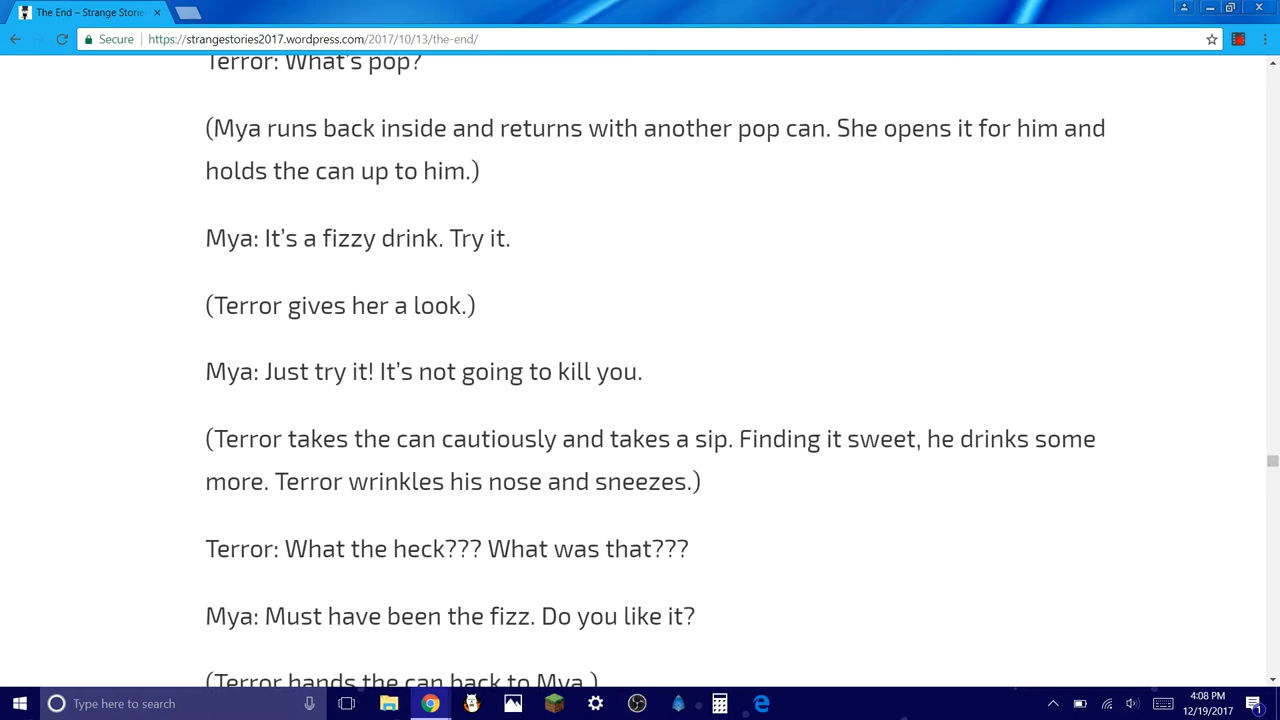 The End – Strange Storie
Secure
https://strangestories2017.wordpress.com/2017/10/13/the-end/
Terror: What's pop?
(Mya runs back inside and returns with another pop can. She opens it for him and
holds the can up to him.)
Mya: It's a fizzy drink. Try it.
(Terror gives her a look.)
Mya: Just try it! It's not going to kill you.
(Terror takes the can cautiously and takes a sip. Finding it sweet, he drinks some
more. Terror wrinkles his nose and sneezes.)
Terror: What the heck??? What was that???
Mya: Must have been the fizz. Do you like it?
(Terror hands the can back to Mya.)
Type here to search
4:08 PM
12/19/2017
1